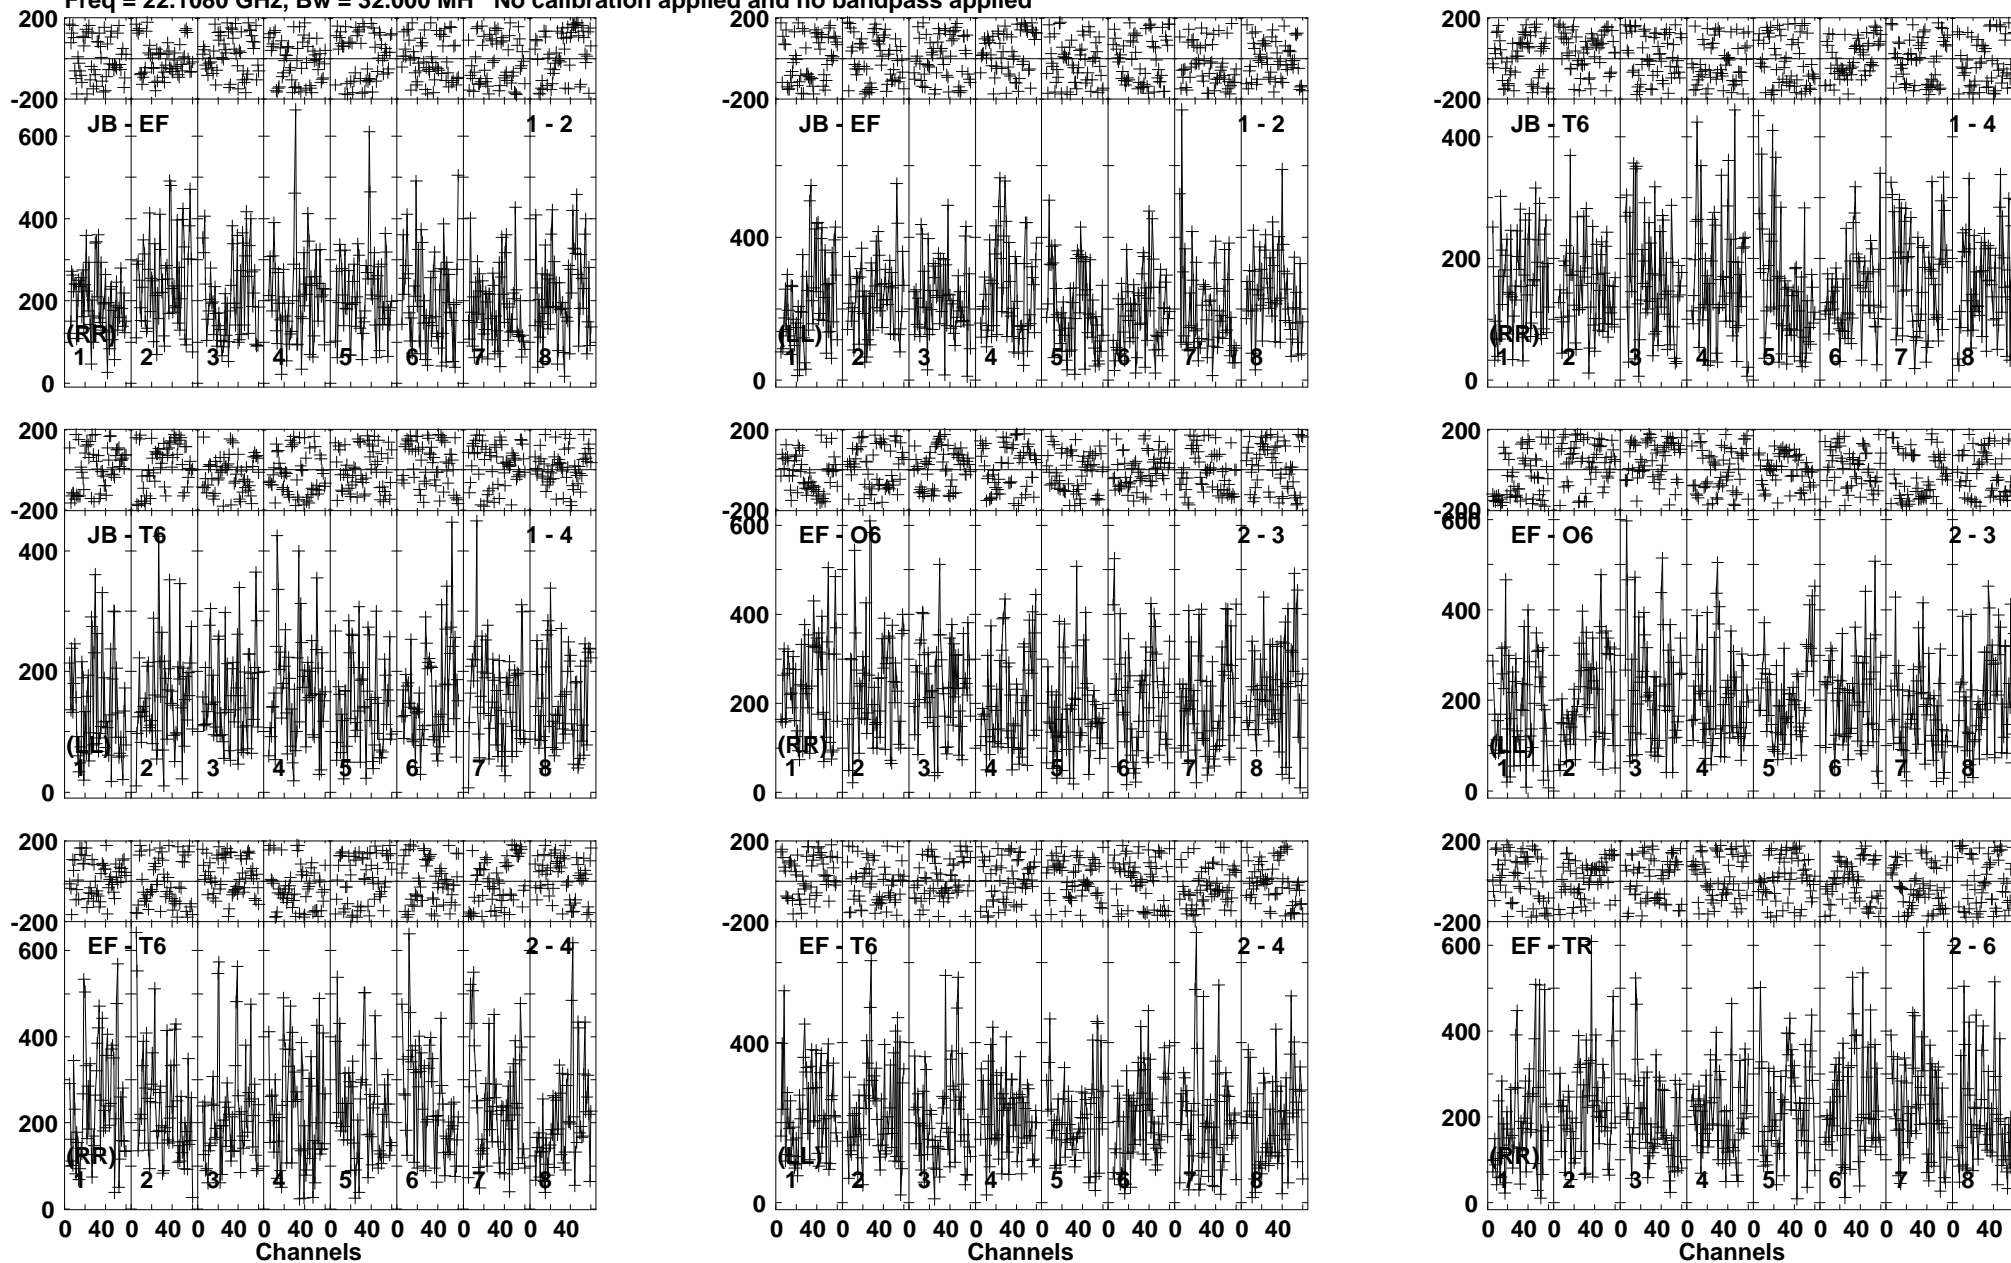 Freq = 22.1080 GHz, Bw = 32.000 MH No calibration applied and no bandpass applied
200 200 200
-200 -200 -200
JB - EF 1 - 2 JB - EF 1 - 2 JB - T6 1 - 4
600 400
400 400
200 200
(RR) (LL) (RR)
1 2 3 4 5 6 7 8 1 2 3 4 5 6 7 8 1 2 3 4 5 6 7 8
0 0 0
200 200 200
-200 -200 -200
JB - T6 1 - 4 EF - O6 2 - 3 EF - O6 2 - 3
600 600
400 400 400
200 200 200
(LL) (RR) (LL)
1 2 3 4 5 6 7 8 1 2 3 4 5 6 7 8 1 2 3 4 5 6 7 8
0 0 0
200 200 200
-200 -200 -200
EF - T6 2 - 4 EF - T6 2 - 4 EF - TR 2 - 6
600 600
400 400 400
200 200
(RR) (LL) (RR)
1 2 3 4 5 6 7 8 1 2 3 4 5 6 7 8 1 2 3 4 5 6 7 8
0 0 0
0 40 0 40 0 40 0 40 0 40 0 40 0 40 0 40 0 40 0 40 0 40 0 40 0 40 0 40 0 40 0 40 0 40 0 40 0 40 0 40 0 40 0 40 0 40 0 40
Channels Channels Channels